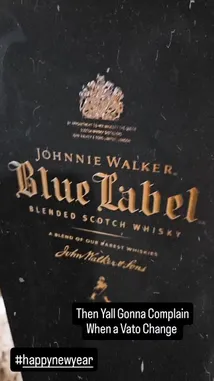 JOHNNIE WALKER
Blue Label
BLENDED SCOTCH WHISKY
A BLEND OF OUR RAREST WHISKIES
John Walker & Sons
Then Yall Gonna Complain
When a Vato Change
#happynewyear